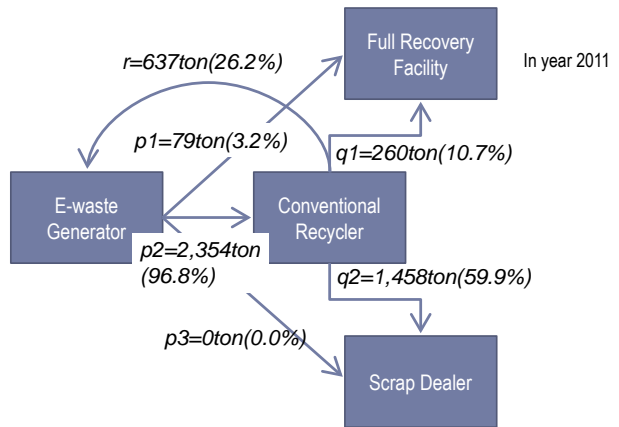 Full Recovery
Facility
In year 2011
r=637ton(26.2%)
p1=79ton(3.2%)
q1=260ton(10.7%)
E-waste
Generator
Conventional
Recycler
p2=2,354ton
(96.8%)
q2=1,458ton(59.9%)
p3=0ton(0.0%)
Scrap Dealer